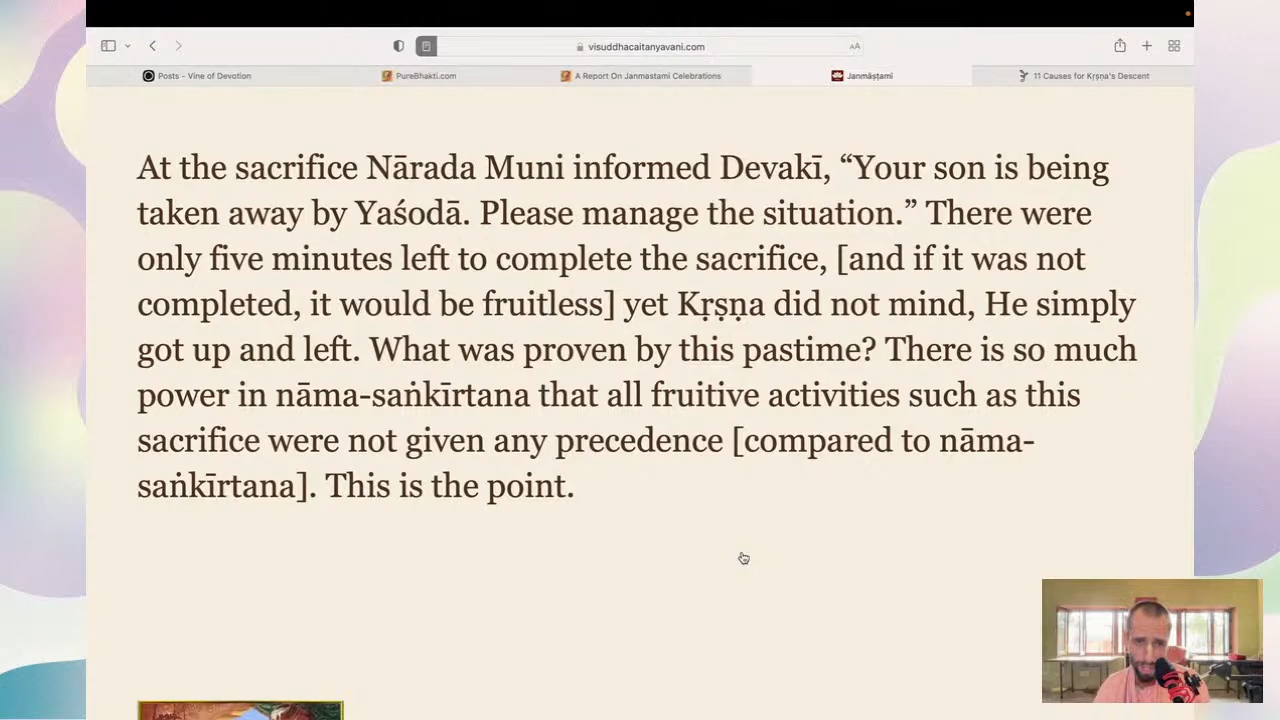 visuddhacaitanyavani.com
AA
Posts - Vine of Devotion
PureBhakti.com
A Report On Janmastami Celebrations
Janmāṣṭamī
11 Causes for Kṛṣṇa's Descent
At the sacrifice Nārada Muni informed Devakī, “Your son is being
taken away by Yaśodā. Please manage the situation.” There were
only five minutes left to complete the sacrifice, [and if it was not
completed, it would be fruitless] yet Kṛṣṇa did not mind, He simply
got up and left. What was proven by this pastime? There is so much
power in nāma-saṅkīrtana that all fruitive activities such as this
sacrifice were not given any precedence [compared to nāma-
saṅkīrtana]. This is the point.